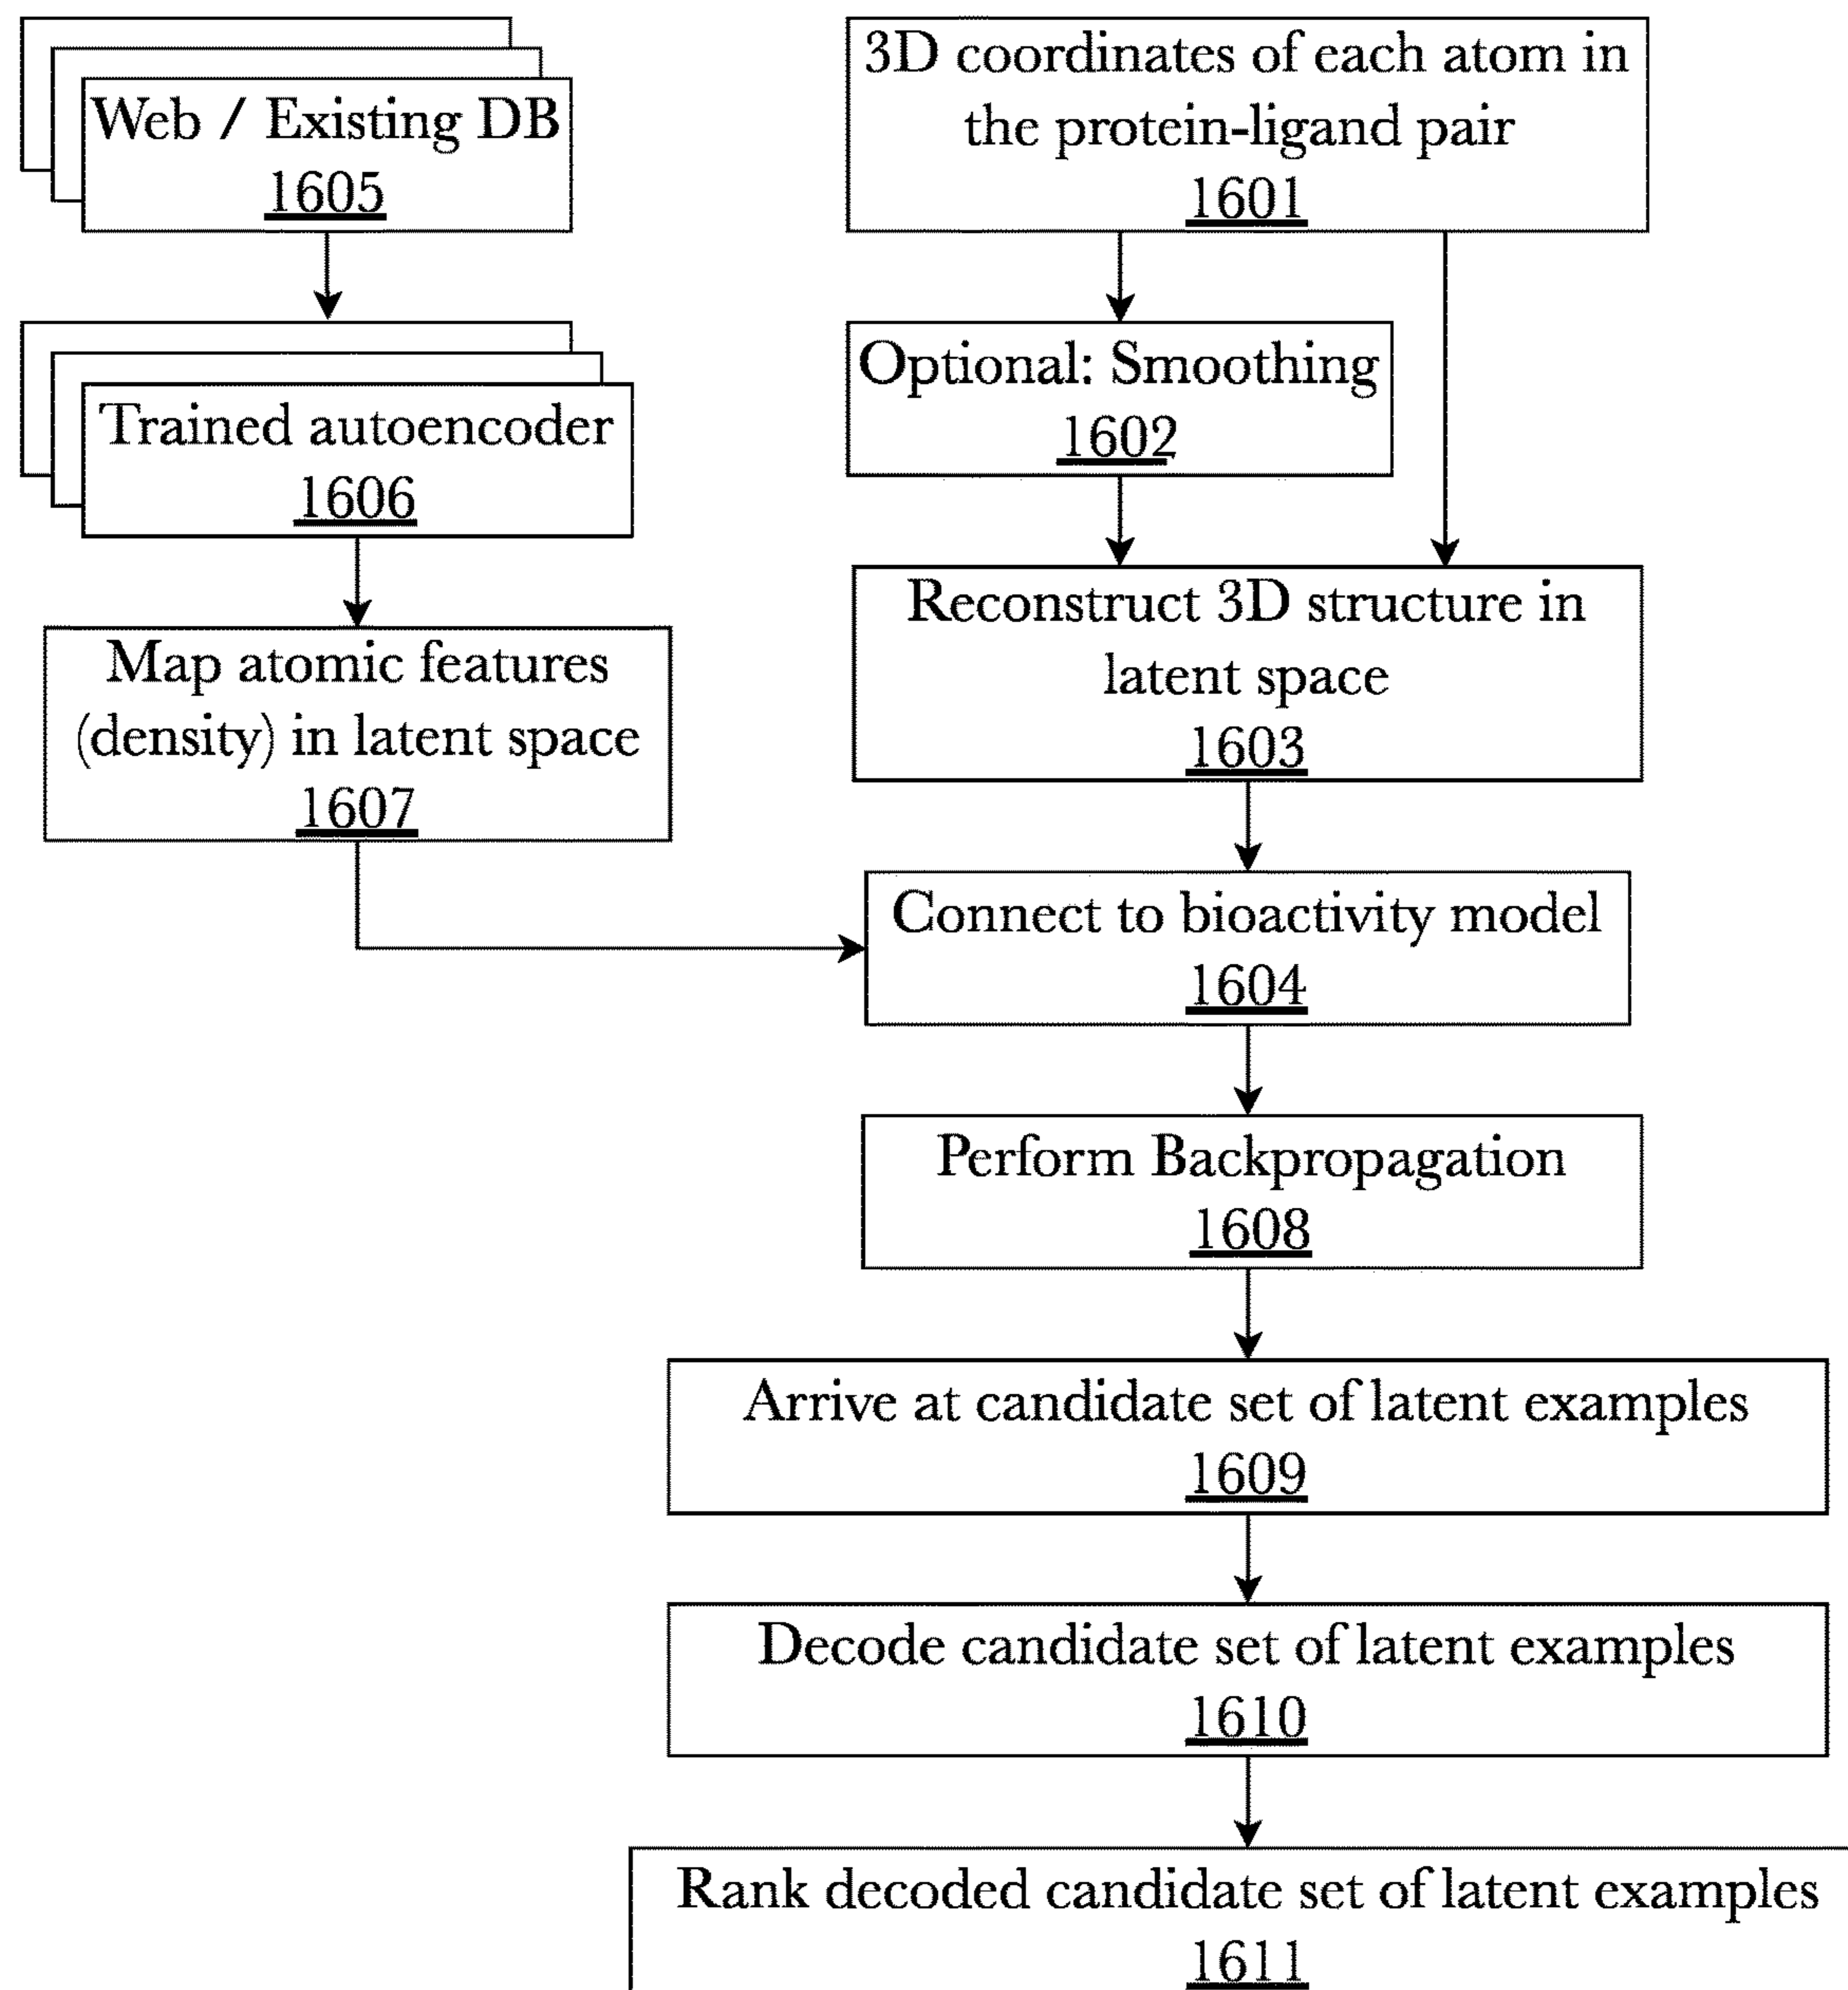 Web / Existing DB
1605
Trained autoencoder
1606
Map atomic features
(density) in latent space
1607
3D coordinates of each atom in
the protein-ligand pair
1601
Optional: Smoothing
1602
Reconstruct 3D structure in
latent space
1603
Connect to bioactivity model
1604
Perform Backpropagation
1608
Arrive at candidate set of latent examples
1609
Decode candidate set of latent examples
1610
Rank decoded candidate set of latent examples
1611